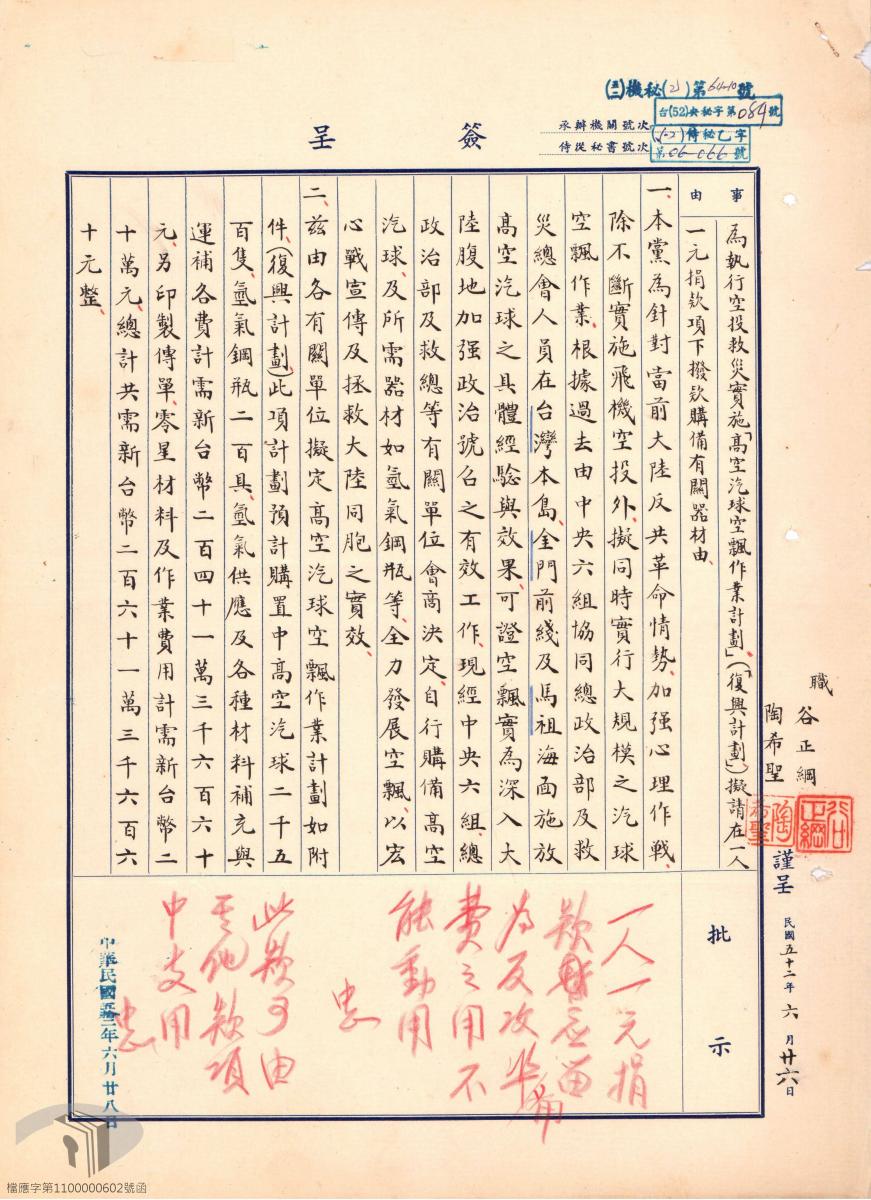 ㊾機秘(2)第64-10號
台(52)央秘字第084號
(52)侍秘乙字
第06-066號
簽呈
承辦機關號次
侍從秘書號次
職 谷正綱
陶希聖
谷正綱
陶希聖
謹呈
民國五十二年六月廿六日
事由
為執行空投救災實施「高空汽球空飄作業計劃」(「復興計劃」)擬請在一人
一元捐款項下撥款購備有關器材由、
一、本黨為針對當前大陸反共革命情勢、加强心理作戰、
除不斷實施飛機空投外、擬同時實行大規模之汽球
空飄作業、根據過去由中央六組協同總政治部及救
災總會人員在台灣本島、金門前綫及馬祖海面施放
高空汽球之具體經驗與效果、可證空飄實為深入大
陸腹地加强政治號召之有效工作、現經中央六組、總
政治部及救總等有關單位會商決定、自行購備高空
汽球、及所需器材如氫氣鋼瓶等、全力發展空飄、以宏
心戰宣傳及拯救大陸同胞之實效、
二、茲由各有關單位擬定高空汽球空飄作業計劃如附
件、(復興計劃)此項計劃預計購置中高空汽球二千五
百隻、氫氣鋼瓶二百具、氫氣供應及各種材料補充與
運補各費計需新台幣二百四十一萬三千六百六十
元、另印製傳單、零星材料及作業費用計需新台幣二
十萬元、總計共需新台幣二百六十一萬三千六百六
十元整、
批示
一人一元捐
款
為反攻準備
費之用不
能動用
忠
此款可由
其他款項
中支用
忠
中華民國五拾二年六月廿八日
檔應字第1100000602號函